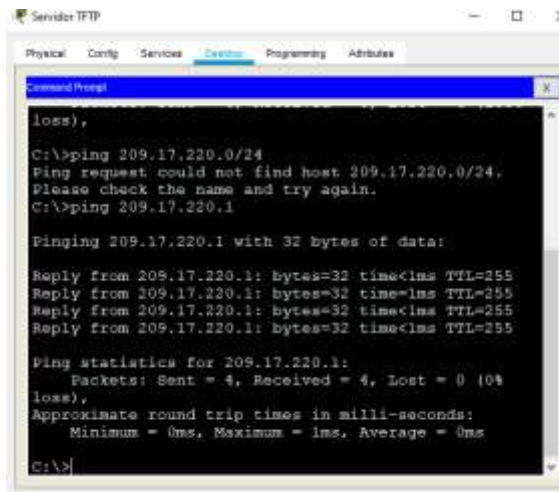 Servidor TFTP
Physical Config Services Desktop Programming Attributes
Command Prompt X
loss),
C:\>ping 209.17.220.0/24
Ping request could not find host 209.17.220.0/24.
Please check the name and try again.
C:\>ping 209.17.220.1
Pinging 209.17.220.1 with 32 bytes of data:
Reply from 209.17.220.1: bytes=32 time<1ms TTL=255
Reply from 209.17.220.1: bytes=32 time=1ms TTL=255
Reply from 209.17.220.1: bytes=32 time<1ms TTL=255
Reply from 209.17.220.1: bytes=32 time<1ms TTL=255
Ping statistics for 209.17.220.1:
Packets: Sent = 4, Received = 4, Lost = 0 (0%
loss),
Approximate round trip times in milli-seconds:
Minimum = 0ms, Maximum = 1ms, Average = 0ms
C:\>